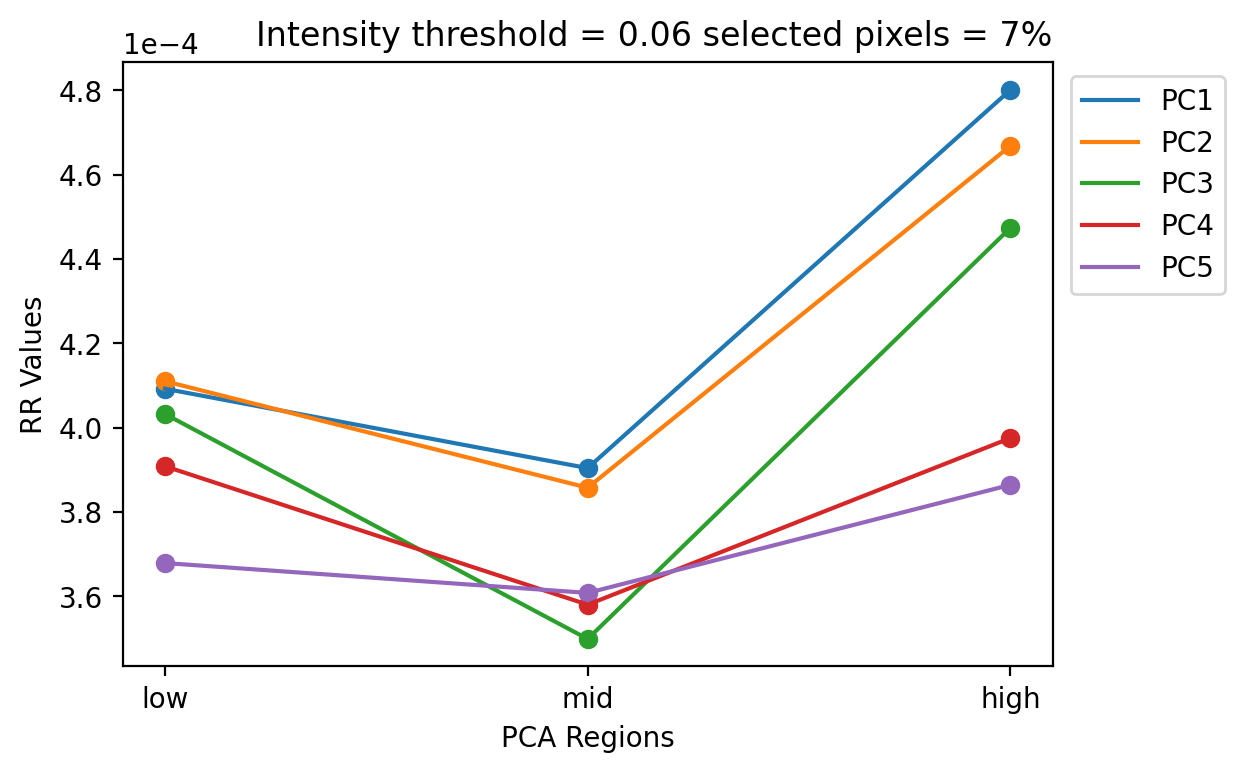 Intensity threshold = 0.06 selected pixels = 7%
1e−4
4.8
4.6
4.4
4.2
4.0
3.8
3.6
RR Values
low
mid
high
PCA Regions
PC1
PC2
PC3
PC4
PC5